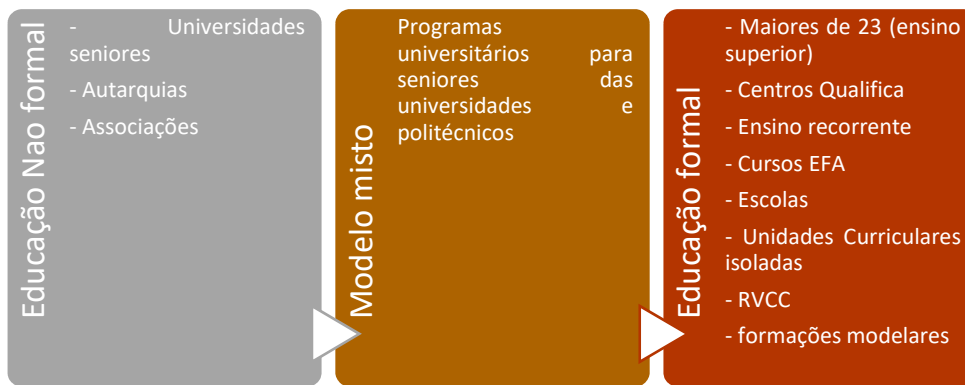 Educação Nao formal
- Universidades
seniores
- Autarquias
- Associações
Modelo misto
Programas
universitários para
seniores das
universidades e
politécnicos
Educação formal
- Maiores de 23 (ensino
superior)
- Centros Qualifica
- Ensino recorrente
- Cursos EFA
- Escolas
- Unidades Curriculares
isoladas
- RVCC
- formações modelares